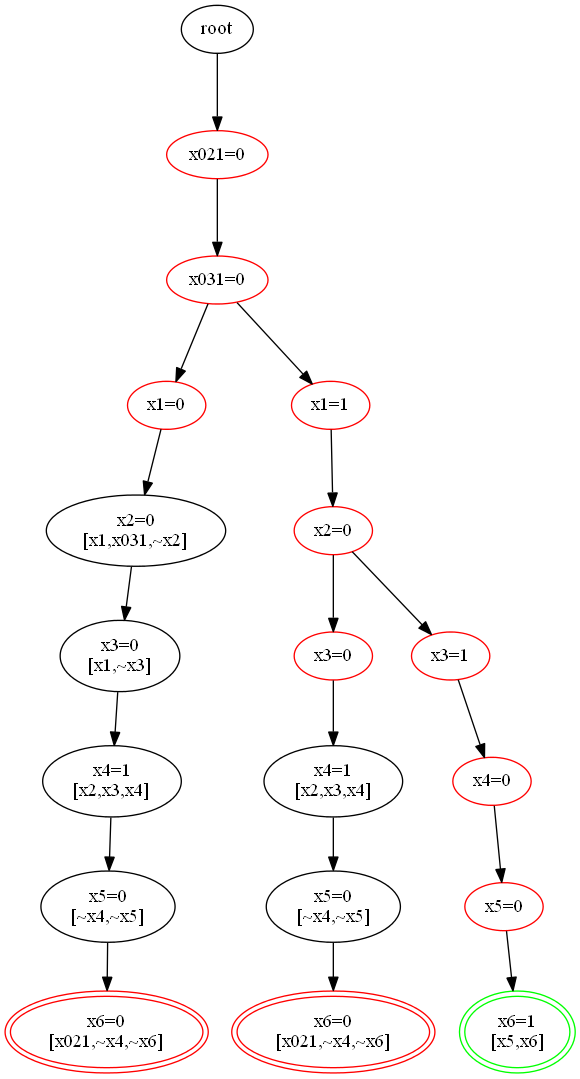 root
x021=0
x031=0
x1=0
x1=1
x2=0
[x1,x031,~x2]
x2=0
x3=0
[x1,~x3]
x3=0
x3=1
x4=1
[x2,x3,x4]
x4=1
[x2,x3,x4]
x4=0
x5=0
[~x4,~x5]
x5=0
[~x4,~x5]
x5=0
x6=0
[x021,~x4,~x6]
x6=0
[x021,~x4,~x6]
x6=1
[x5,x6]